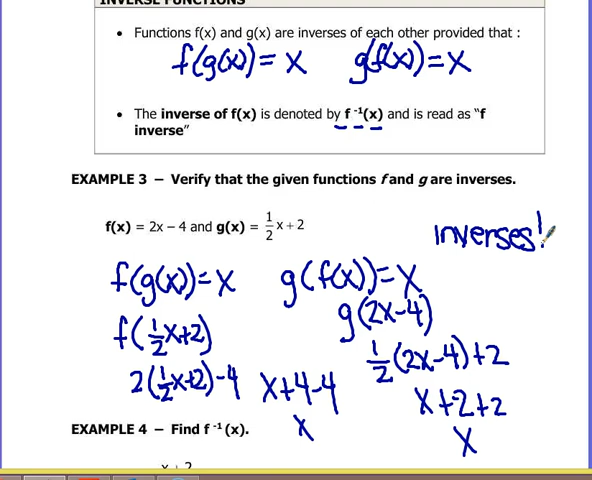 INVERSE FUNCTIONS
• Functions f(x) and g(x) are inverses of each other provided that :
f(g(x)) = x g(f(x)) = x
• The inverse of f(x) is denoted by f ⁻¹(x) and is read as “f
inverse”
EXAMPLE 3 – Verify that the given functions f and g are inverses.
f(x) = 2x – 4 and g(x) = 1/2 x + 2
inverses!
f(g(x))=x g(f(x))=x
g(2x-4)
f(1/2x+2)
1/2(2x-4)+2
2(1/2x+2)-4 x+4-4
x+2+2
x
x
EXAMPLE 4 – Find f ⁻¹(x).
x + 2